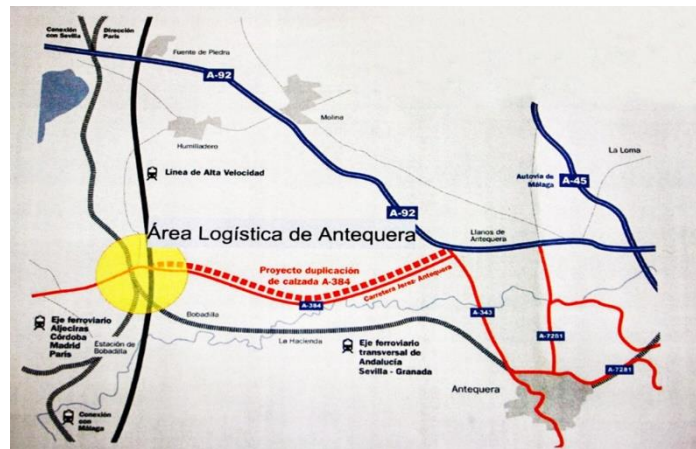 Conexión
con Sevilla
Dirección
París
Fuente de Piedra
A-92
Molina
Humilladero
La Loma
Línea de Alta Velocidad
Autovía de
Málaga
A-45
A-92
Área Logística de Antequera
Llanos de
Antequera
Proyecto duplicación
de calzada A-384
Carretera Jerez- Antequera
A-384
Bobadilla
A-343
Eje ferroviario
Algeciras
Córdoba
Madrid
París
Estación de
Bobadilla
La Hacienda
Eje ferroviario
transversal de
Andalucía
Sevilla - Granada
A-7281
A-7281
Antequera
Conexión
con
Málaga